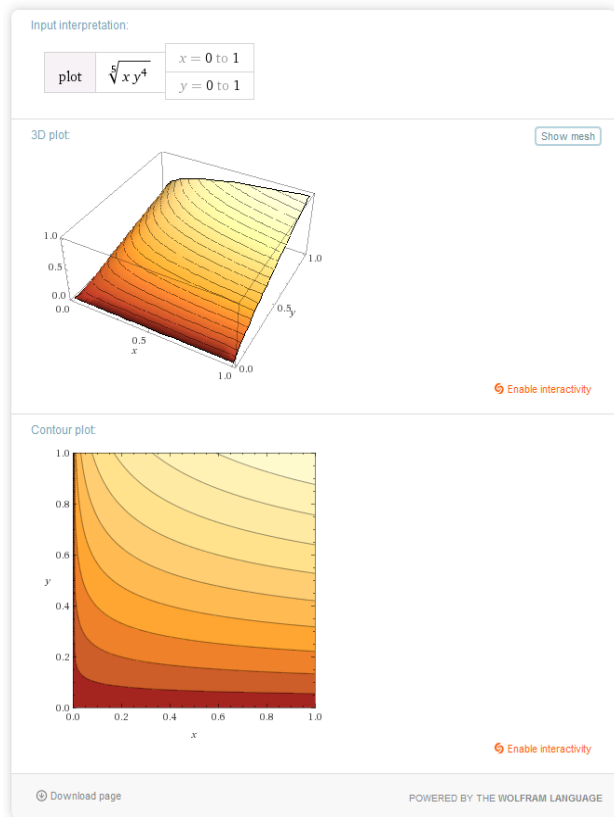 Input interpretation:
plot
⁵√(x y⁴)
x = 0 to 1
y = 0 to 1
3D plot:
Show mesh
1.0
0.5
0.0
0.0
0.5
x
1.0
0.0
0.5
y
1.0
Enable interactivity
Contour plot:
1.0
0.8
0.6
y
0.4
0.2
0.0
0.0 0.2 0.4 0.6 0.8 1.0
x
Enable interactivity
Download page
POWERED BY THE WOLFRAM LANGUAGE